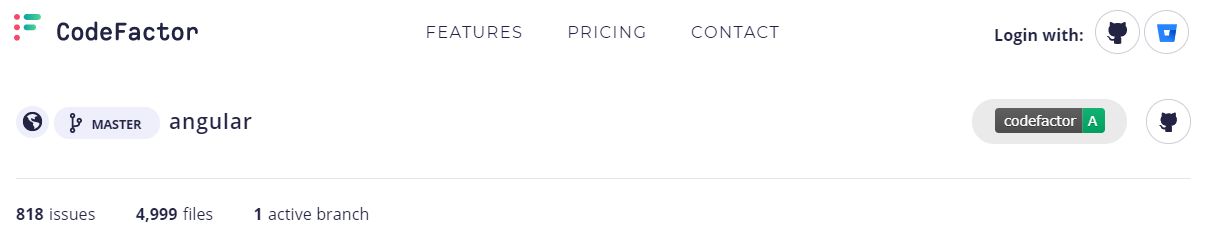 CodeFactor FEATURES PRICING CONTACT Login with:
MASTER angular codefactor A
818 issues 4,999 files 1 active branch